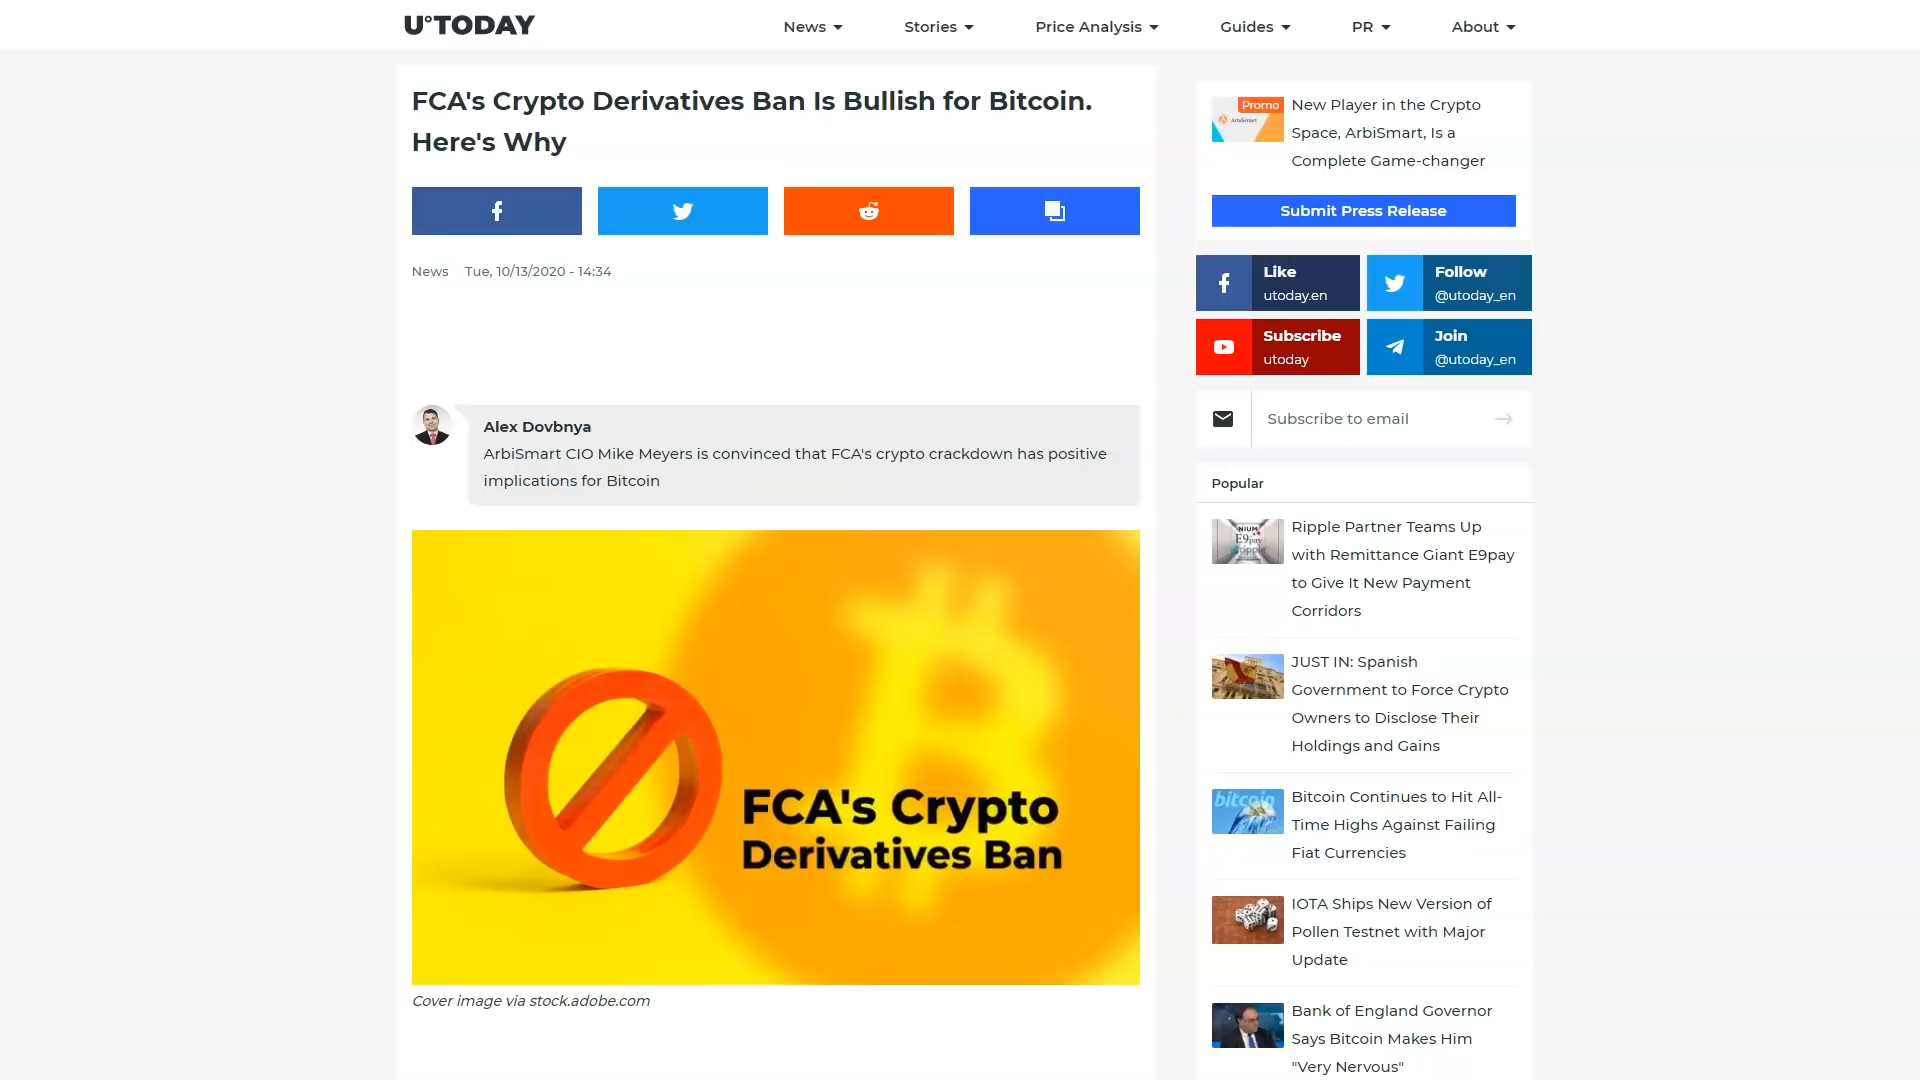 U°TODAY
News
Stories
Price Analysis
Guides
PR
About
FCA's Crypto Derivatives Ban Is Bullish for Bitcoin.
Here's Why
News Tue, 10/13/2020 - 14:34
Alex Dovbnya
ArbiSmart CIO Mike Meyers is convinced that FCA's crypto crackdown has positive
implications for Bitcoin
FCA's Crypto
Derivatives Ban
Cover image via stock.adobe.com
Promo
ArbiSmart
New Player in the Crypto
Space, ArbiSmart, Is a
Complete Game-changer
Submit Press Release
Like
utoday.en
Follow
@utoday_en
Subscribe
utoday
Join
@utoday_en
Subscribe to email
Popular
NIUM
E9pay
ripple
Ripple Partner Teams Up
with Remittance Giant E9pay
to Give It New Payment
Corridors
JUST IN: Spanish
Government to Force Crypto
Owners to Disclose Their
Holdings and Gains
bitcoin
Bitcoin Continues to Hit All-
Time Highs Against Failing
Fiat Currencies
IOTA Ships New Version of
Pollen Testnet with Major
Update
Bank of England Governor
Says Bitcoin Makes Him
"Very Nervous"